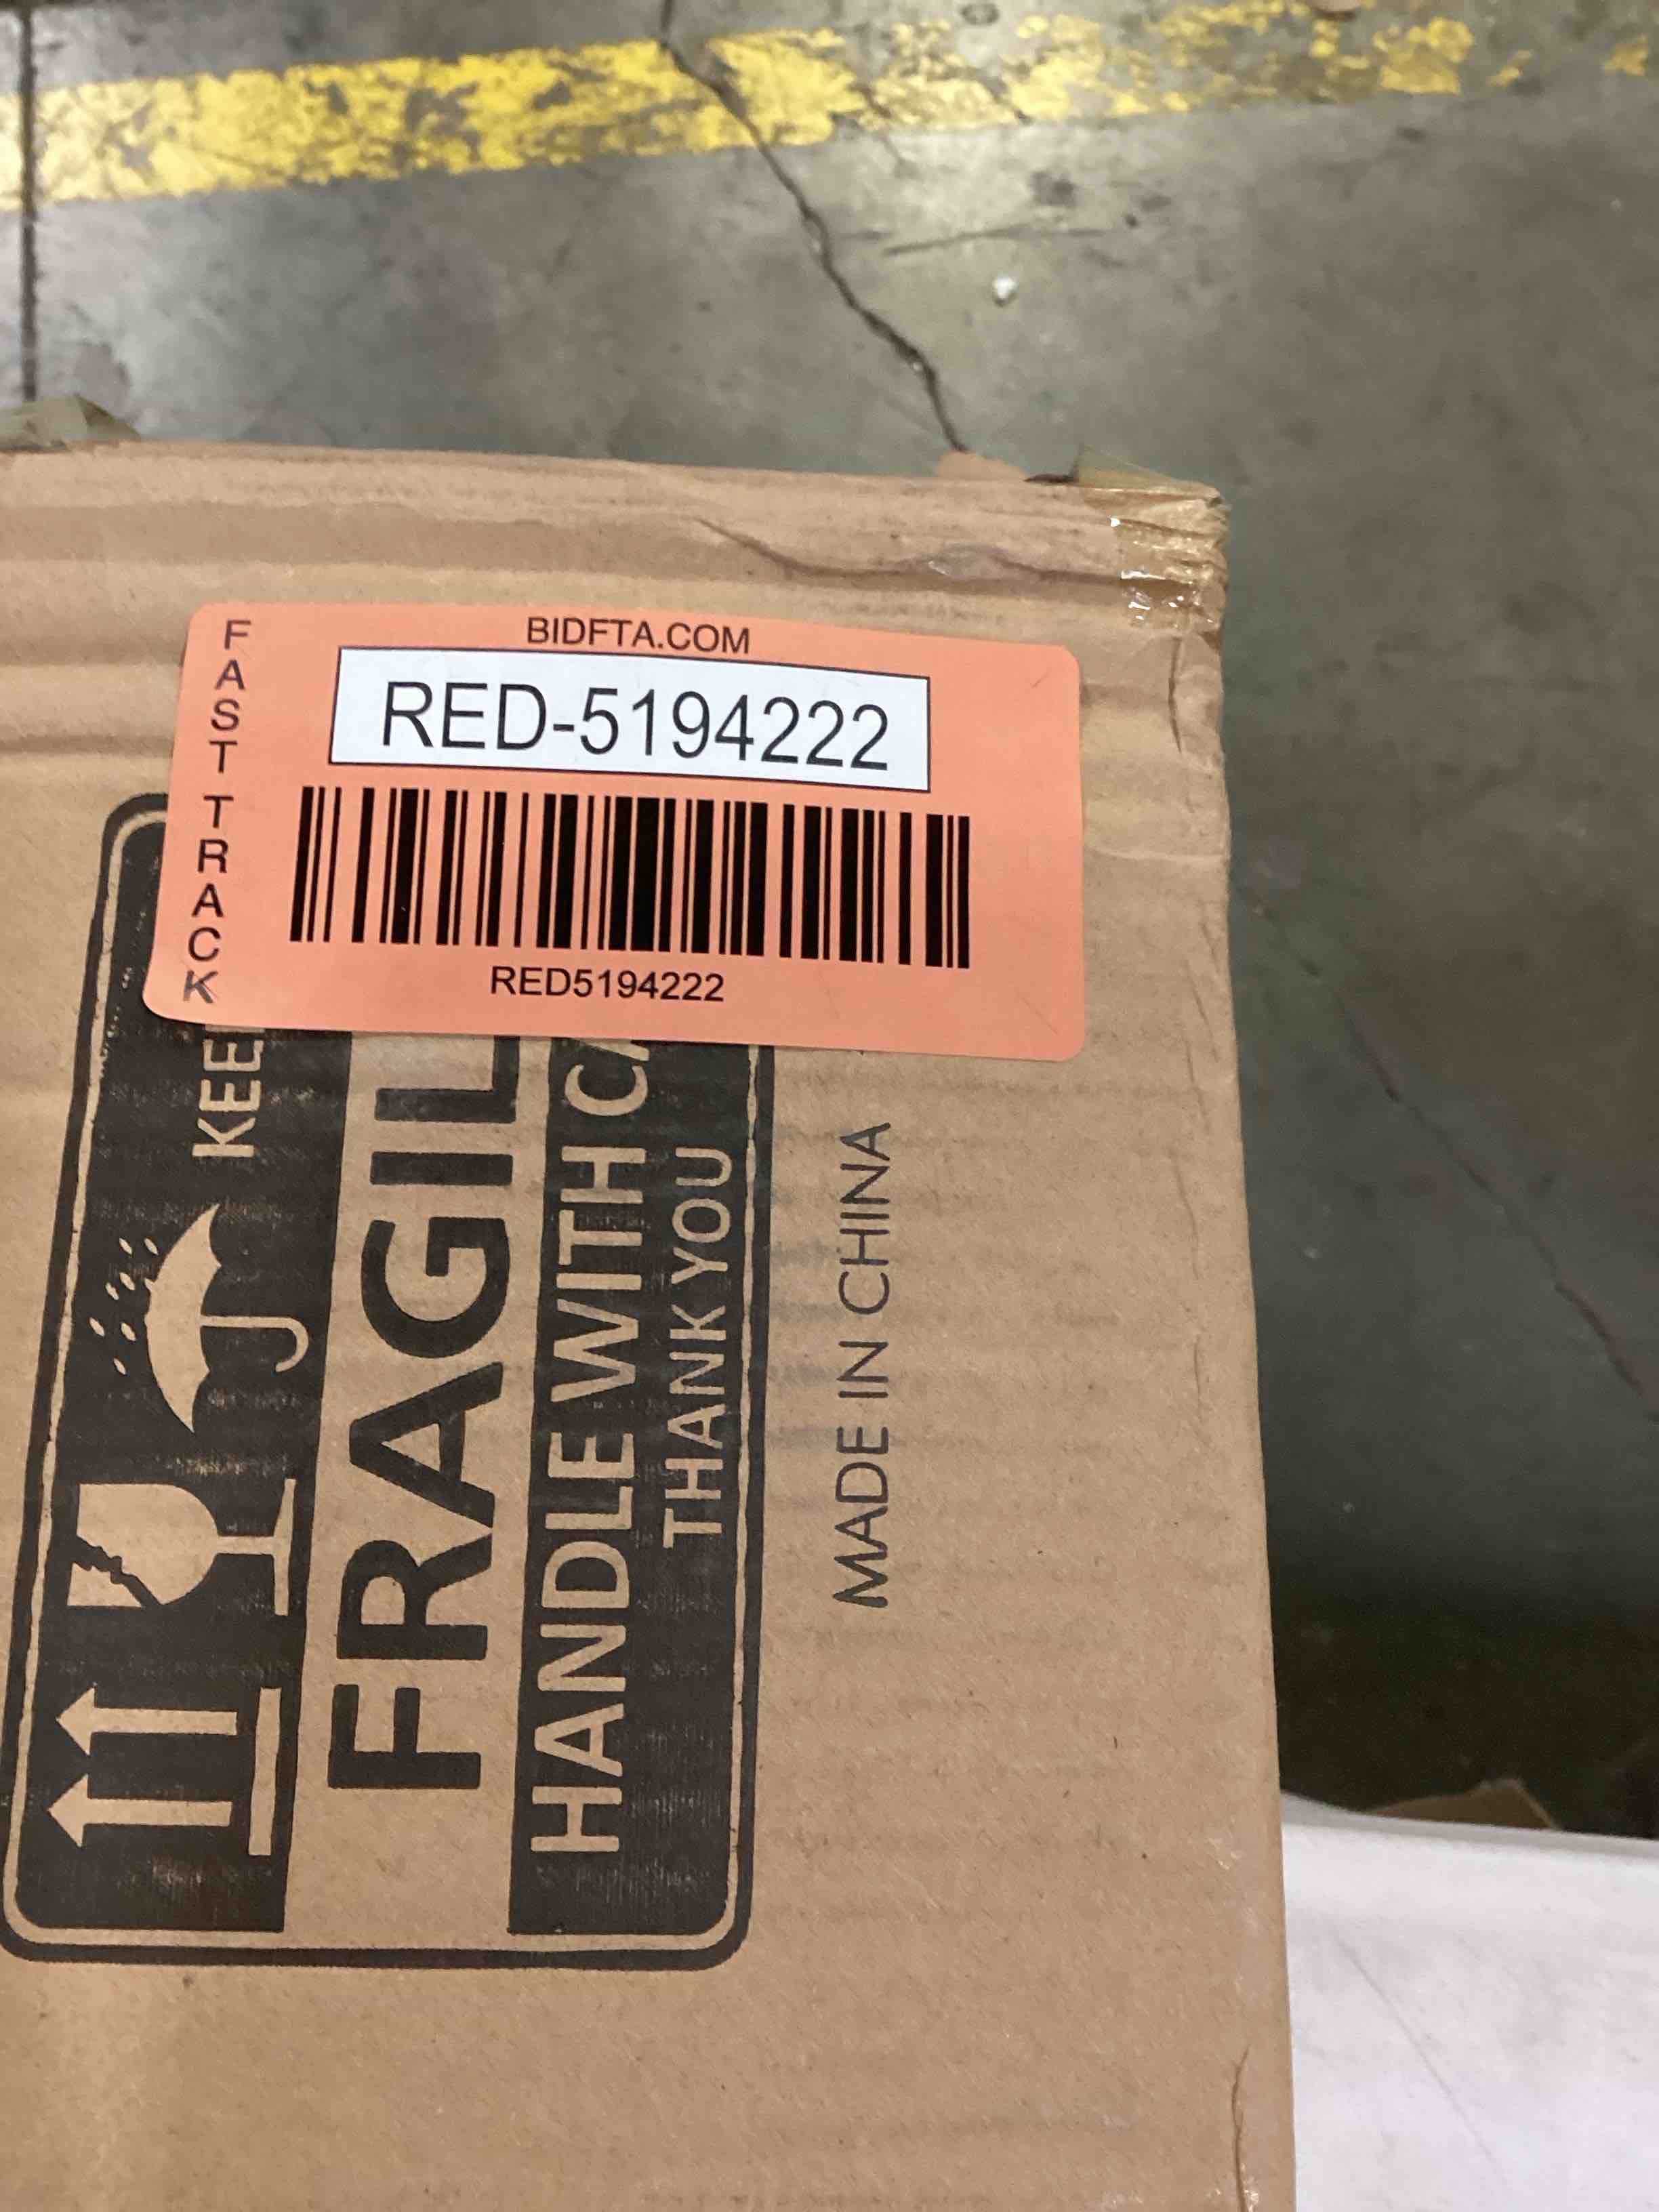 BIDFTA.COM
FAST TRACK
RED-5194222
RED5194222
KEE
FRAGIL
HANDLE WITH CA
THANK YOU
MADE IN CHINA